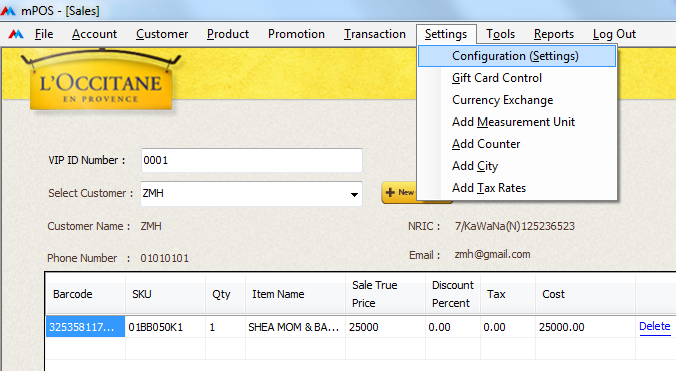 mPOS - [Sales]
File Account Customer Product Promotion Transaction Settings Tools Reports Log Out
Configuration (Settings)
Gift Card Control
Currency Exchange
Add Measurement Unit
Add Counter
Add City
Add Tax Rates
L'OCCITANE
EN PROVENCE
VIP ID Number : 0001
Select Customer : ZMH New
Customer Name : ZMH NRIC : 7/KaWaNa(N)125236523
Phone Number : 01010101 Email : zmh@gmail.com
Barcode SKU Qty Item Name Sale True Price Discount Percent Tax Cost
325358117... 01BB050K1 1 SHEA MOM & BA... 25000 0.00 0.00 25000.00 Delete